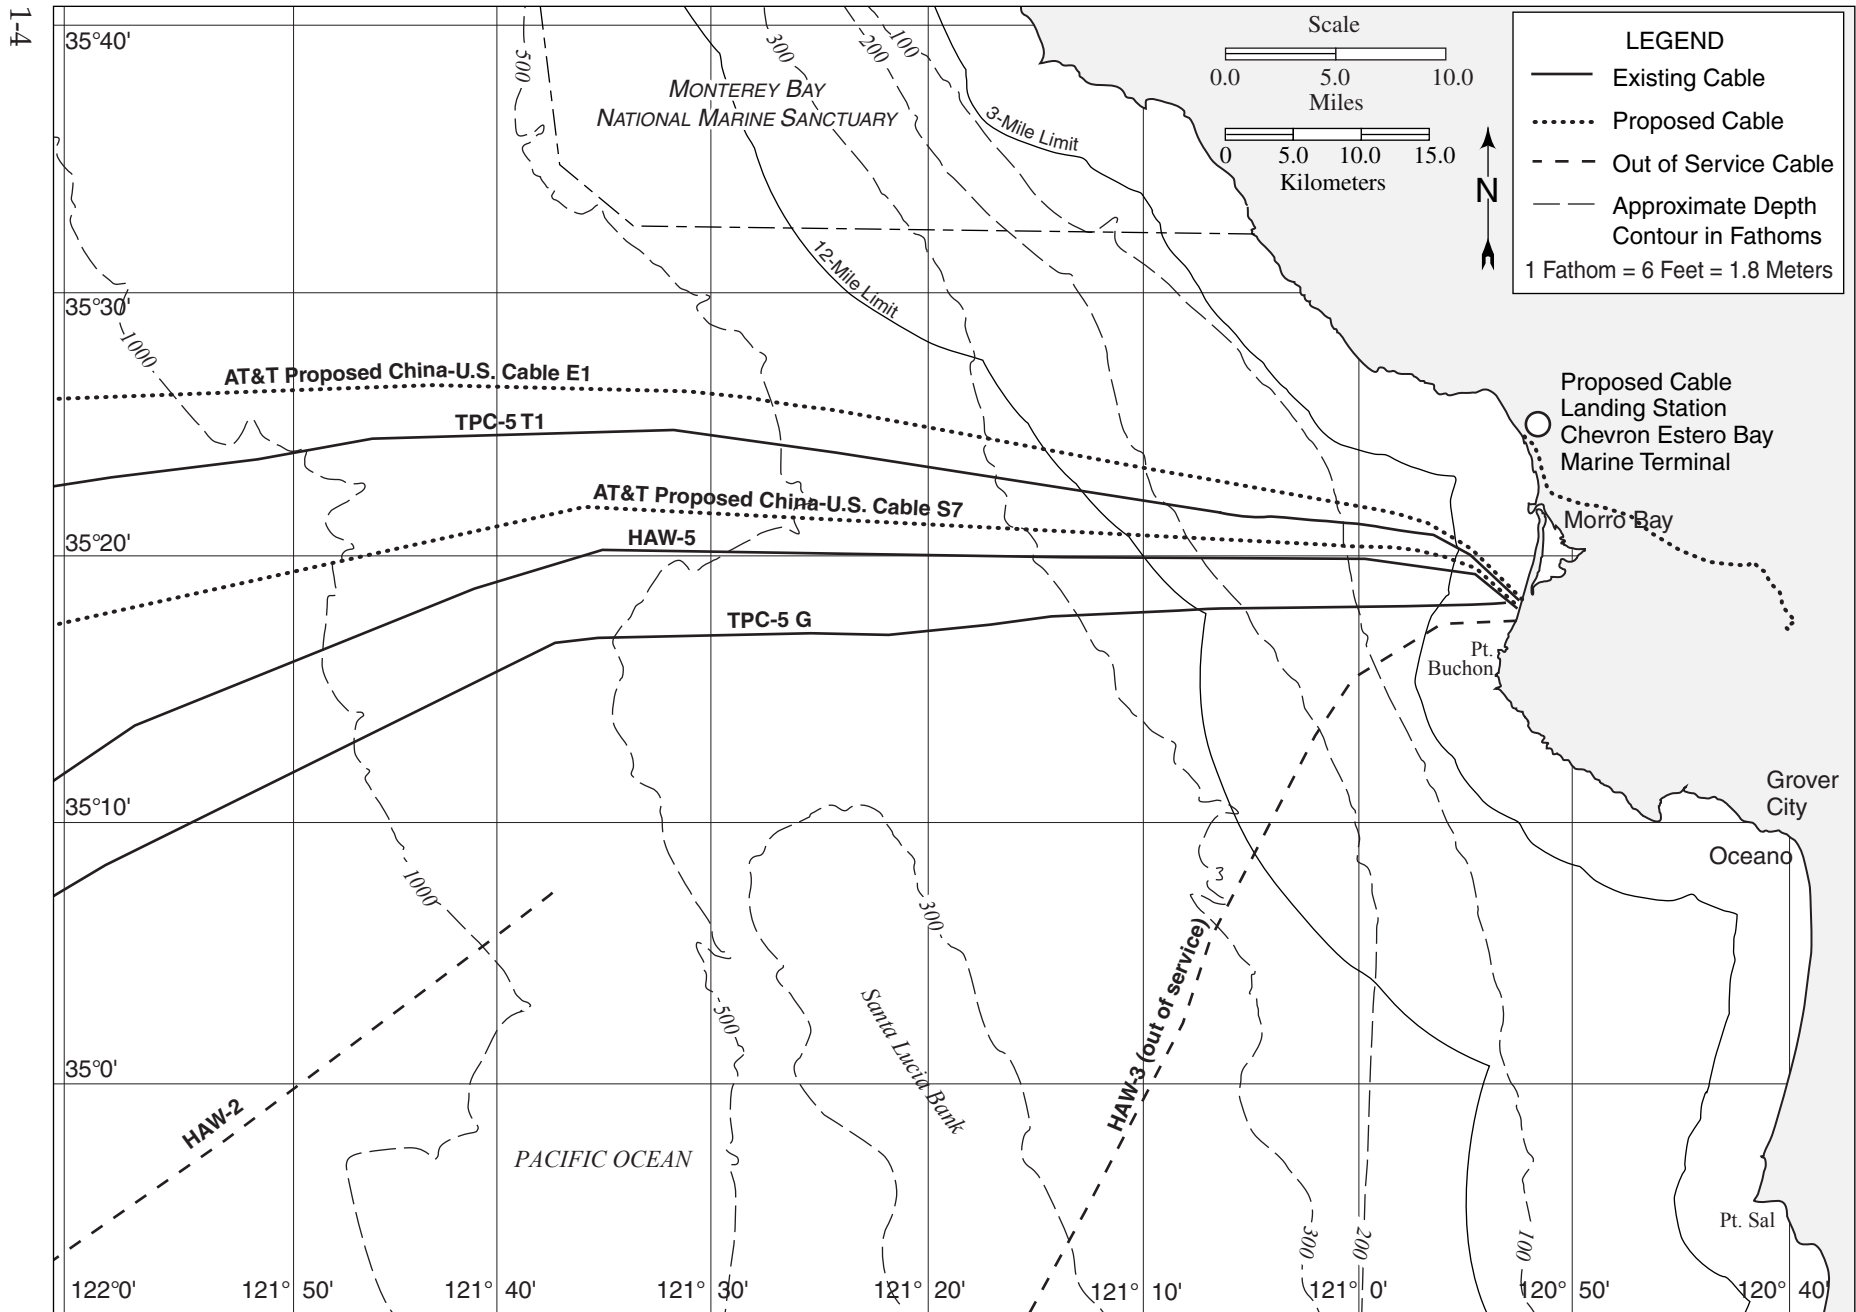 1-4
35°40'
500
300
200
100
MONTEREY BAY
NATIONAL MARINE SANCTUARY
3-Mile Limit
12-Mile Limit
Scale
0.0 5.0 10.0
Miles
0 5.0 10.0 15.0
Kilometers
N
LEGEND
Existing Cable
Proposed Cable
Out of Service Cable
Approximate Depth
Contour in Fathoms
1 Fathom = 6 Feet = 1.8 Meters
35°30'
1000
AT&T Proposed China-U.S. Cable E1
TPC-5 T1
AT&T Proposed China-U.S. Cable S7
HAW-5
TPC-5 G
Proposed Cable
Landing Station
Chevron Estero Bay
Marine Terminal
Morro Bay
35°20'
Pt.
Buchon
35°10'
Grover
City
Oceano
1000
300
500
Santa Lucia Bank
HAW-3 (out of service)
35°0'
HAW-2
PACIFIC OCEAN
300
200
100
Pt. Sal
122°0' 121° 50' 121° 40' 121° 30' 121° 20' 121° 10' 121° 0' 120° 50' 120° 40'